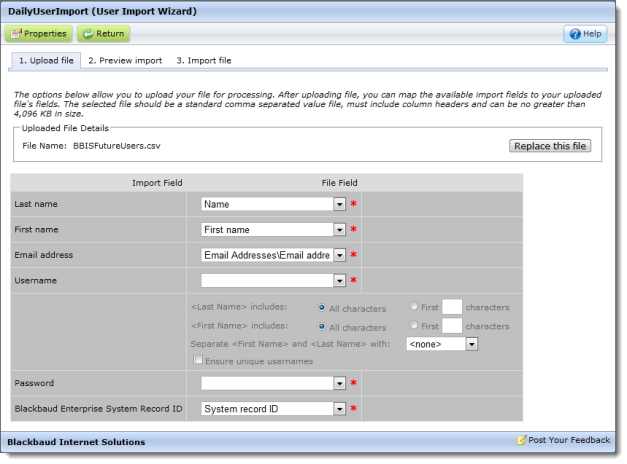 DailyUserImport (User Import Wizard)
Properties Return Help
1. Upload file 2. Preview import 3. Import file
The options below allow you to upload your file for processing. After uploading file, you can map the available import fields to your uploaded
file's fields. The selected file should be a standard comma separated value file, must include column headers and can be no greater than
4,096 KB in size.
Uploaded File Details
File Name: BBISFutureUsers.csv Replace this file
Import Field File Field
Last name Name *
First name First name *
Email address Email Addresses\Email addre *
Username *
<Last Name> includes: All characters First characters
<First Name> includes: All characters First characters
Separate <First Name> and <Last Name> with: <none>
Ensure unique usernames
Password *
Blackbaud Enterprise System Record ID System record ID *
Blackbaud Internet Solutions Post Your Feedback